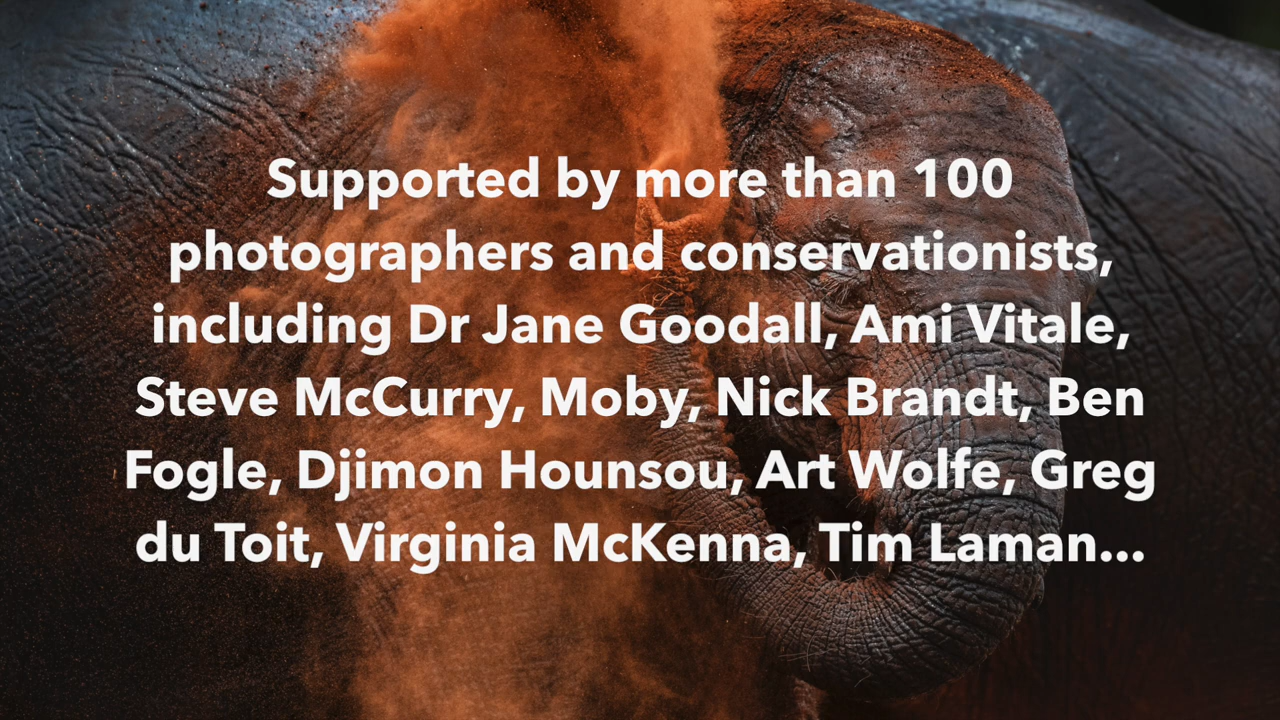 Supported by more than 100
photographers and conservationists,
including Dr Jane Goodall, Ami Vitale,
Steve McCurry, Moby, Nick Brandt, Ben
Fogle, Djimon Hounsou, Art Wolfe, Greg
du Toit, Virginia McKenna, Tim Laman...